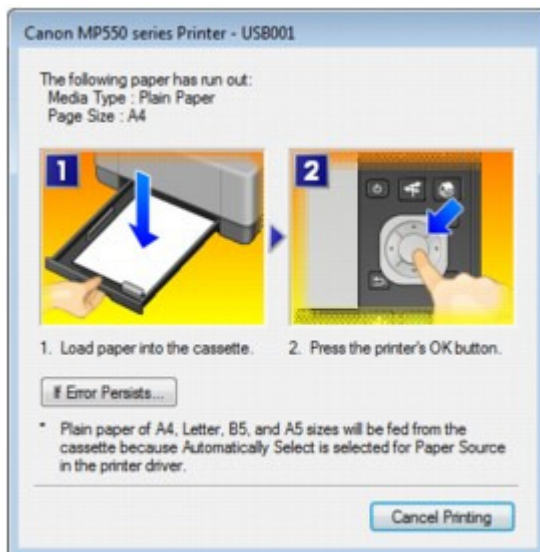 Canon MP550 series Printer - USB001
The following paper has run out:
Media Type : Plain Paper
Page Size : A4
1
2
1. Load paper into the cassette.
2. Press the printer's OK button.
If Error Persists...
* Plain paper of A4, Letter, B5, and A5 sizes will be fed from the
cassette because Automatically Select is selected for Paper Source
in the printer driver.
Cancel Printing